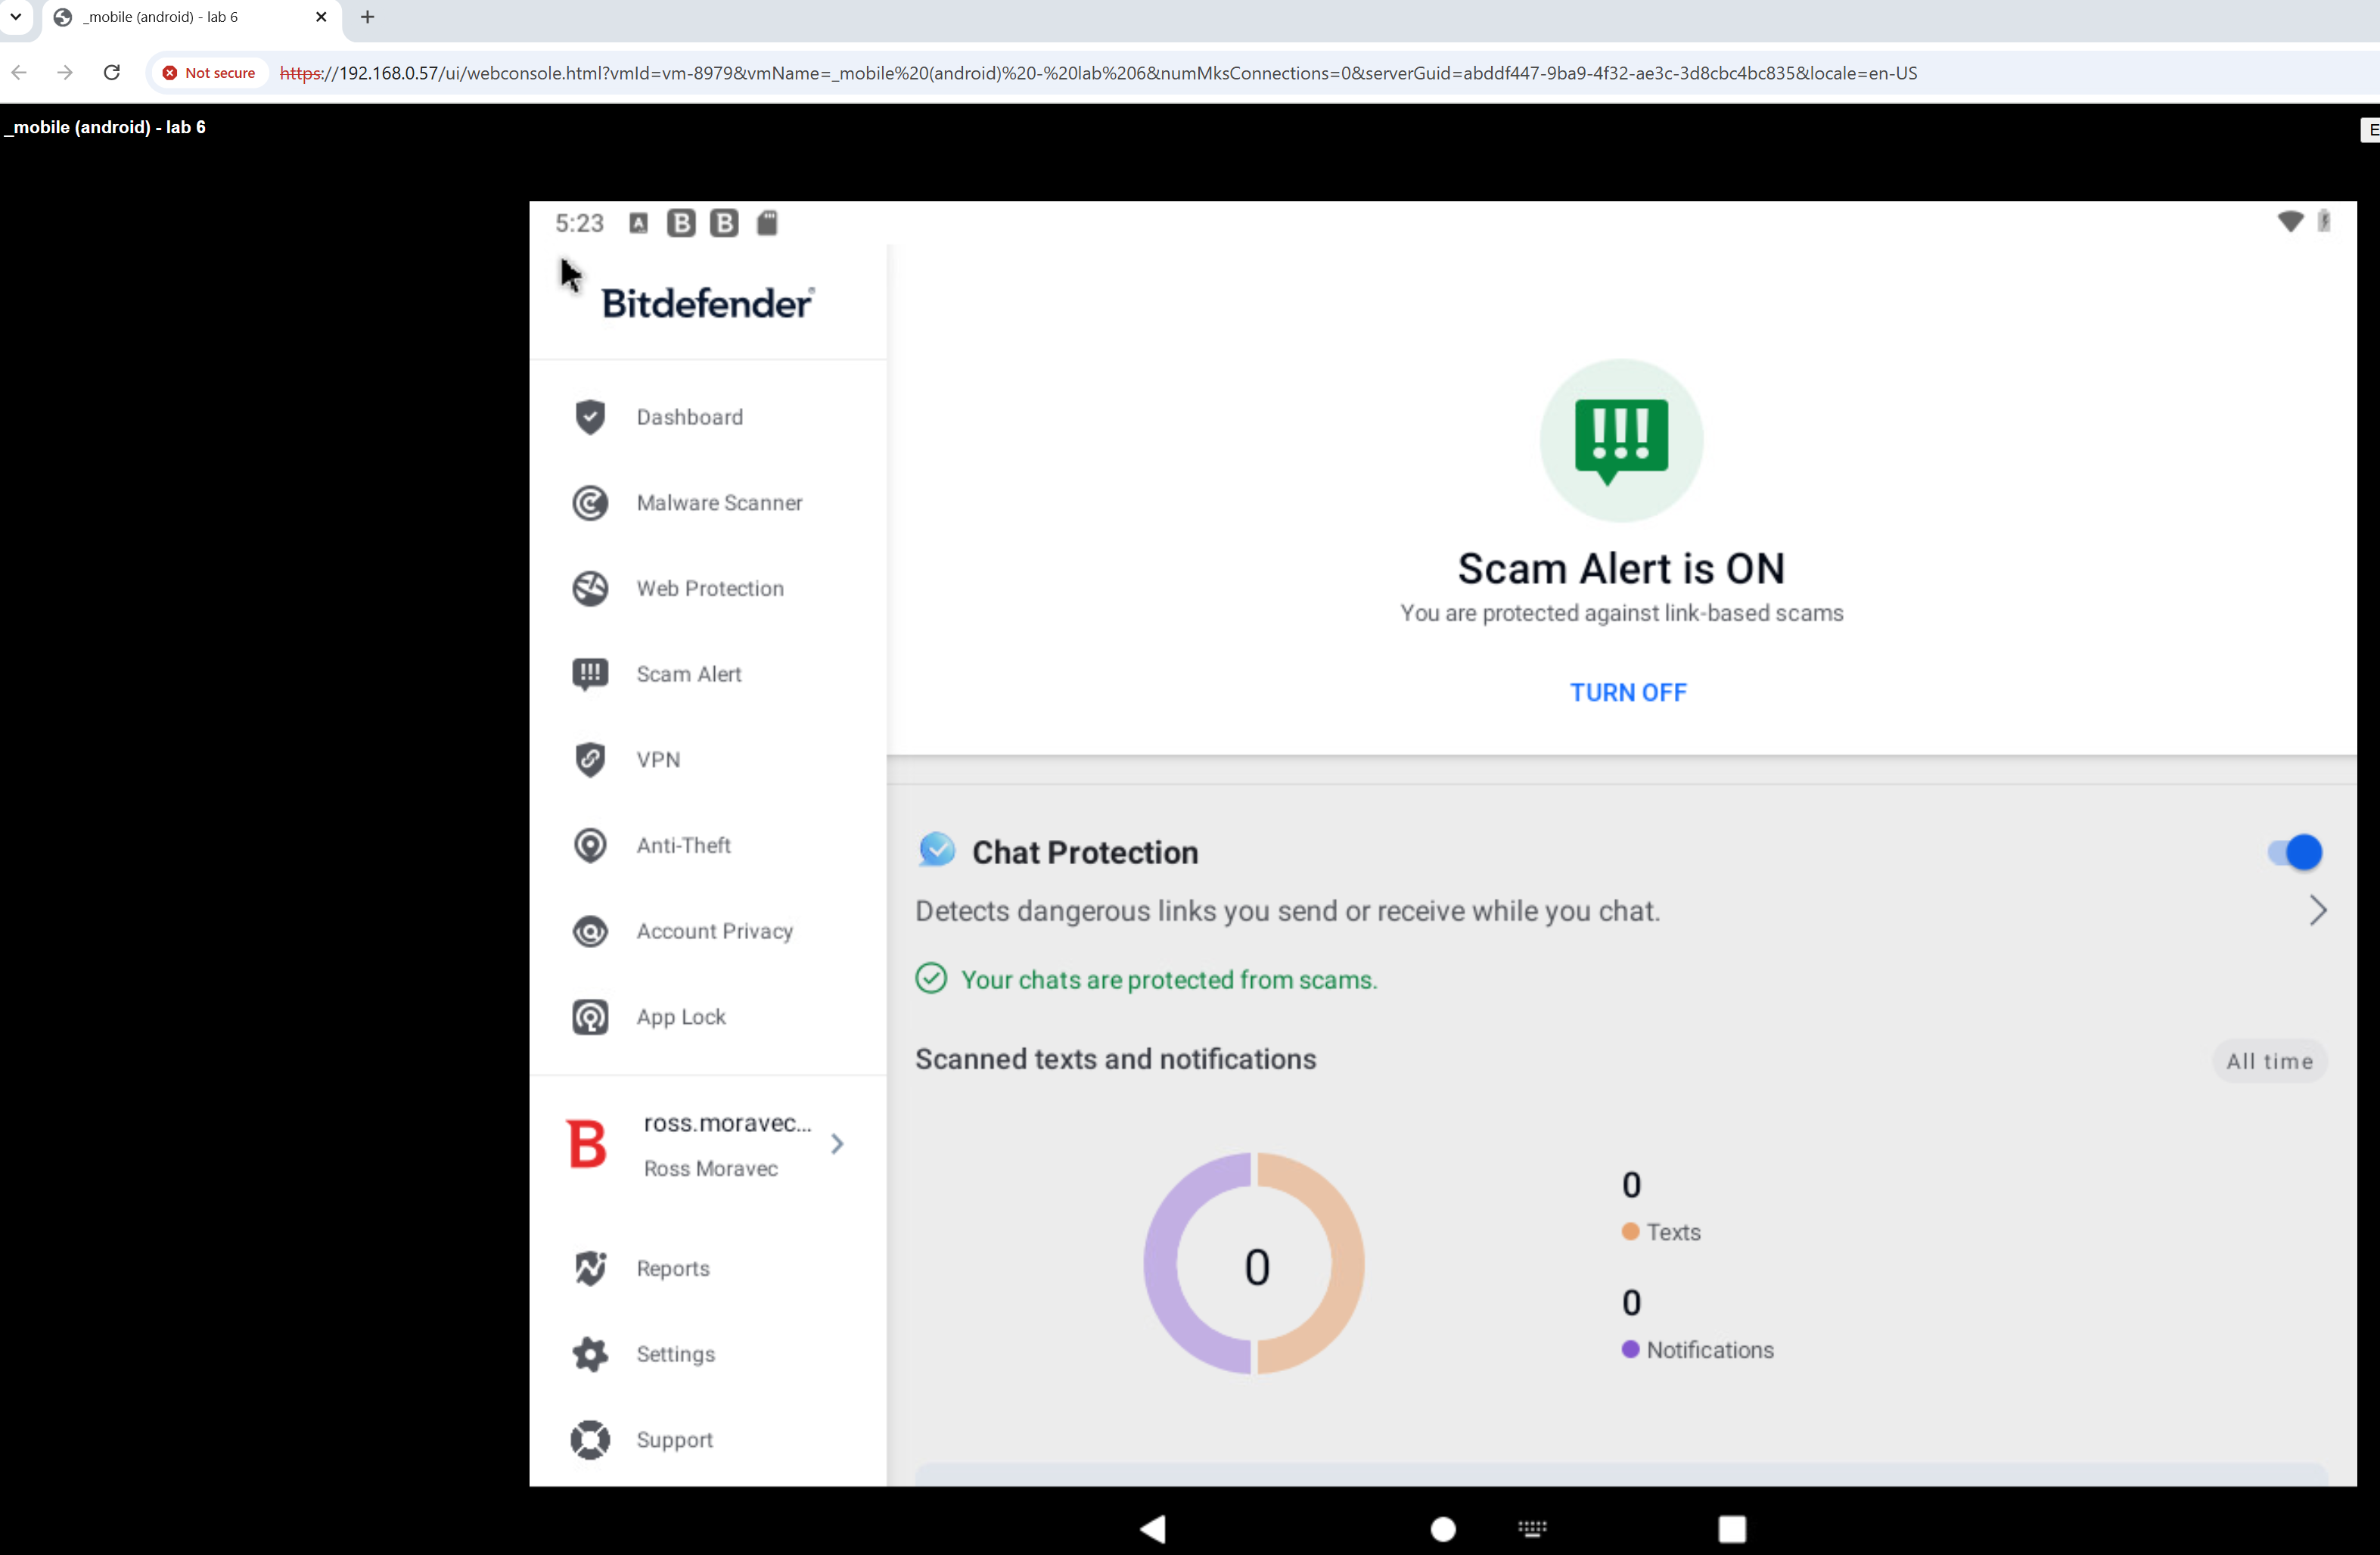 _mobile (android) - lab 6
Not secure
https://192.168.0.57/ui/webconsole.html?vmId=vm-8979&vmName=_mobile%20(android)%20-%20lab%206&numMksConnections=0&serverGuid=abddf447-9ba9-4f32-ae3c-3d8cbc4bc835&locale=en-US
_mobile (android) - lab 6
E
5:23 A B B
Bitdefender
Dashboard
Malware Scanner
Web Protection
Scam Alert
VPN
Anti-Theft
Account Privacy
App Lock
B
ross.moravec...
Ross Moravec
Reports
Settings
Support
!!!
Scam Alert is ON
You are protected against link-based scams
TURN OFF
Chat Protection
Detects dangerous links you send or receive while you chat.
Your chats are protected from scams.
Scanned texts and notifications
All time
0
0
Texts
0
Notifications